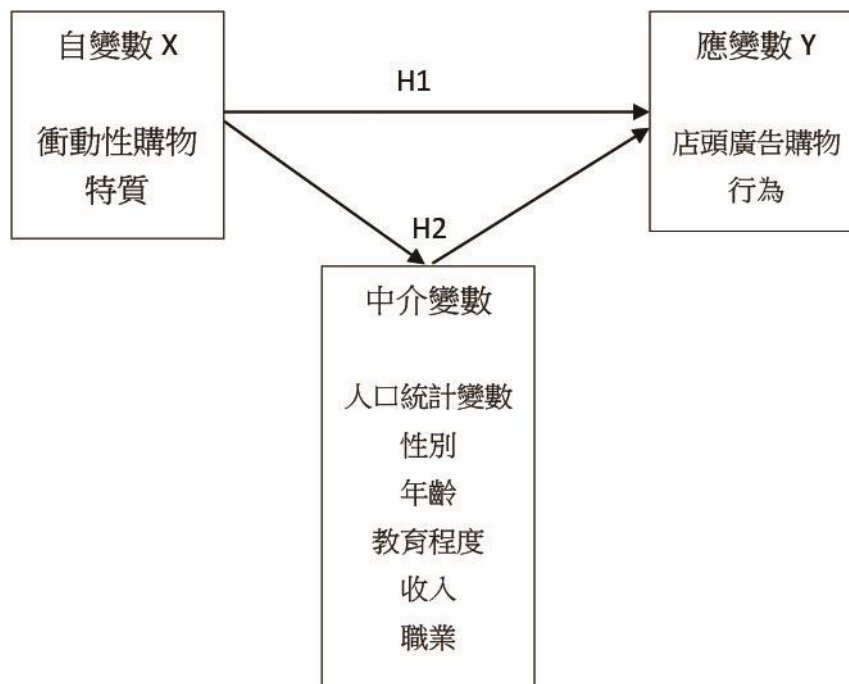 自變數 X
衝動性購物
特質
H1
應變數 Y
店頭廣告購物
行為
H2
中介變數
人口統計變數
性別
年齡
教育程度
收入
職業